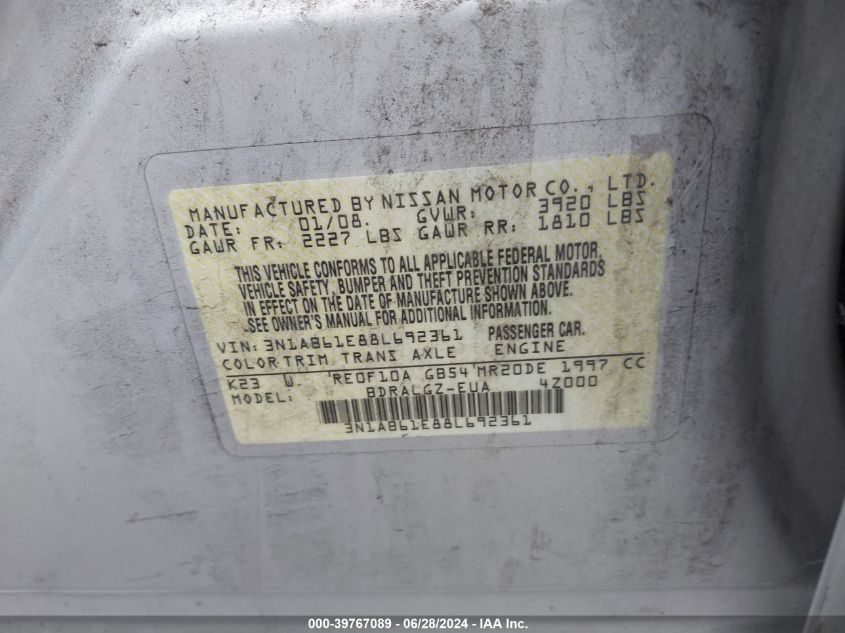 MANUFACTURED BY NISSAN MOTOR CO., LTD.
DATE: 01/08. GVWR: 3920 LBS
GAWR FR: 2227 LBS GAWR RR: 1810 LBS
THIS VEHICLE CONFORMS TO ALL APPLICABLE FEDERAL MOTOR
VEHICLE SAFETY, BUMPER AND THEFT PREVENTION STANDARDS
IN EFFECT ON THE DATE OF MANUFACTURE SHOWN ABOVE.
SEE OWNER'S MANUAL FOR ADDITIONAL INFORMATION.
VIN: 3N1AB61E88L692361 PASSENGER CAR.
COLOR TRIM TRANS AXLE ENGINE
K23 W. 'RE0F10A GB54'MR20DE 1997 CC
MODEL: BDRALGZ-EUA 4Z000
3N1AB61E88L692361
000-39767089 | 06/28/2024 - IAA Inc.